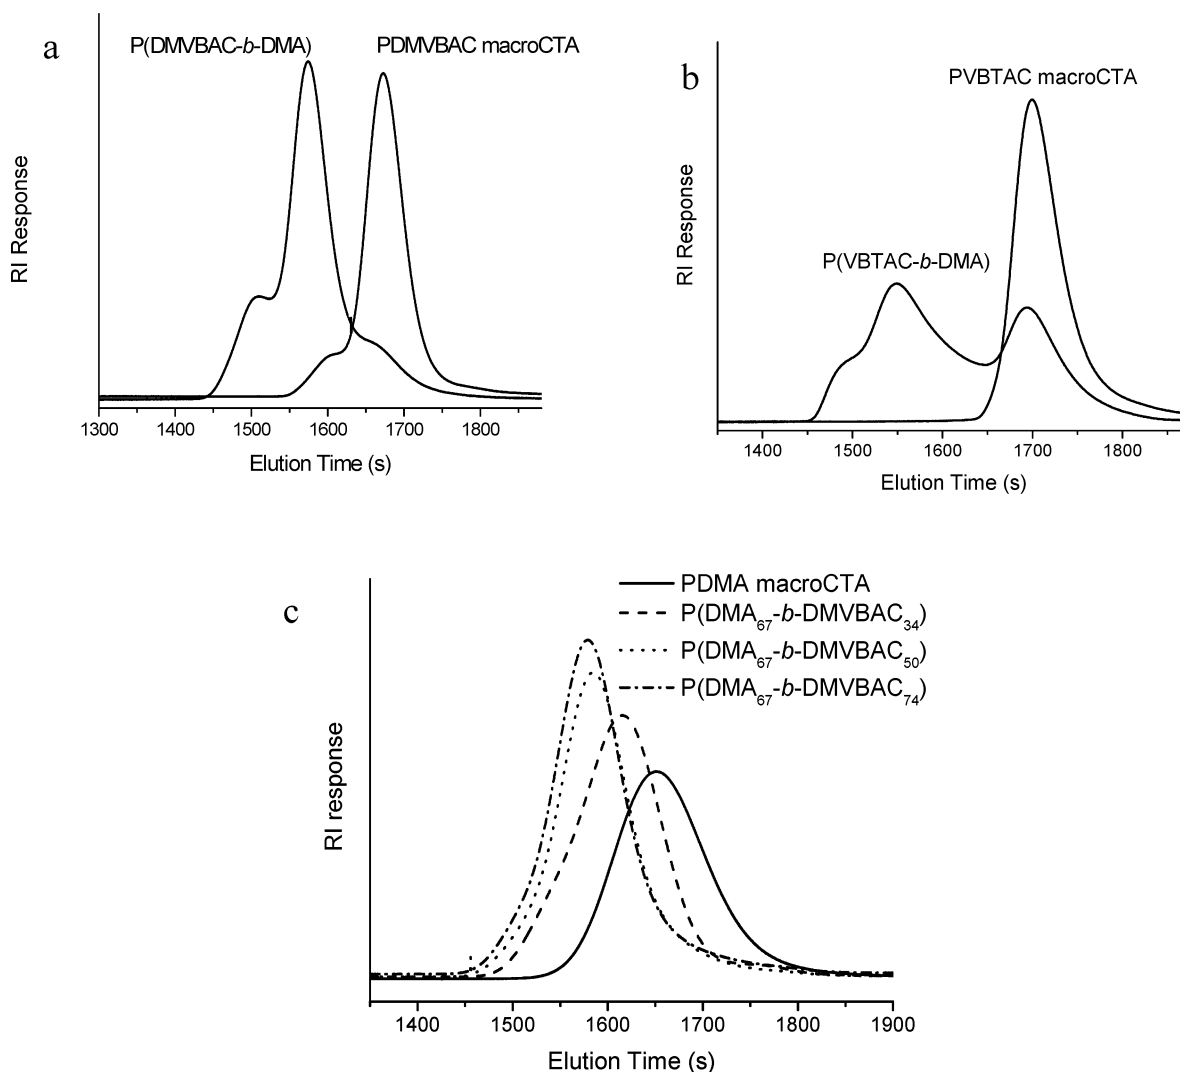 a
P(DMVBAC-b-DMA)
PDMVBAC macroCTA
RI Response
1300 1400 1500 1600 1700 1800
Elution Time (s)
b
PVBTAC macroCTA
P(VBTAC-b-DMA)
RI Response
1400 1500 1600 1700 1800
Elution Time (s)
c
PDMA macroCTA
P(DMA67-b-DMVBAC34)
P(DMA67-b-DMVBAC50)
P(DMA67-b-DMVBAC74)
RI response
1400 1500 1600 1700 1800 1900
Elution Time (s)